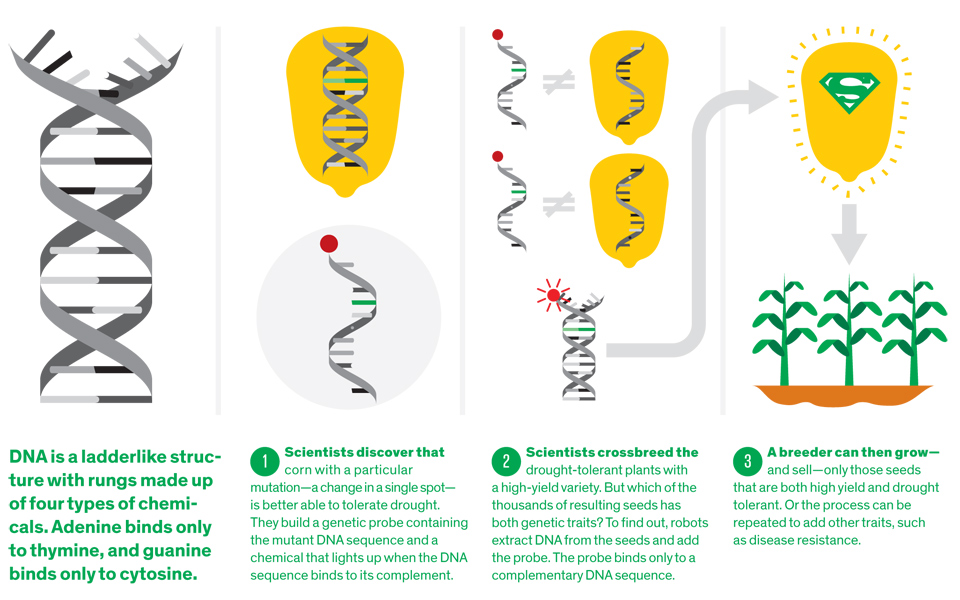 DNA is a ladderlike struc-
ture with rungs made up
of four types of chemi-
cals. Adenine binds only
to thymine, and guanine
binds only to cytosine.
1 Scientists discover that
corn with a particular
mutation—a change in a single spot—
is better able to tolerate drought.
They build a genetic probe containing
the mutant DNA sequence and a
chemical that lights up when the DNA
sequence binds to its complement.
2 Scientists crossbreed the
drought-tolerant plants with
a high-yield variety. But which of the
thousands of resulting seeds has
both genetic traits? To find out, robots
extract DNA from the seeds and add
the probe. The probe binds only to a
complementary DNA sequence.
3 A breeder can then grow—
and sell—only those seeds
that are both high yield and drought
tolerant. Or the process can be
repeated to add other traits, such
as disease resistance.